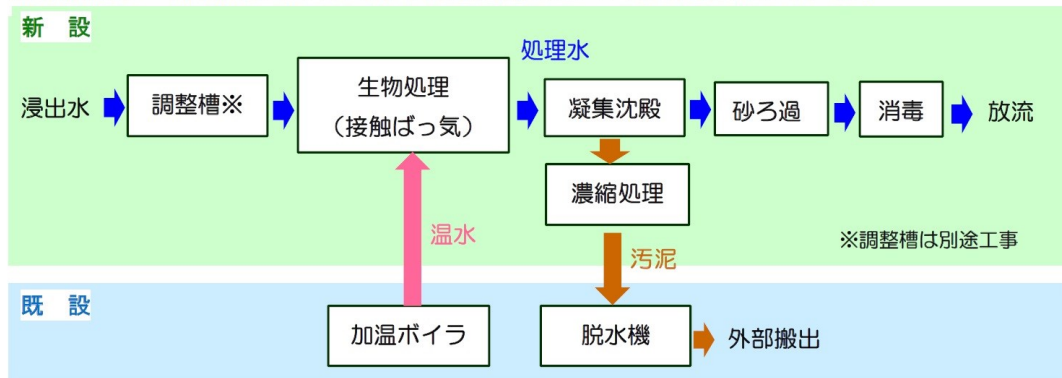 新　設
処理水
浸出水
調整槽※
生物処理
（接触ばっ気）
凝集沈殿
砂ろ過
消毒
放流
濃縮処理
温水
※調整槽は別途工事
汚泥
既　設
加温ボイラ
脱水機
外部搬出